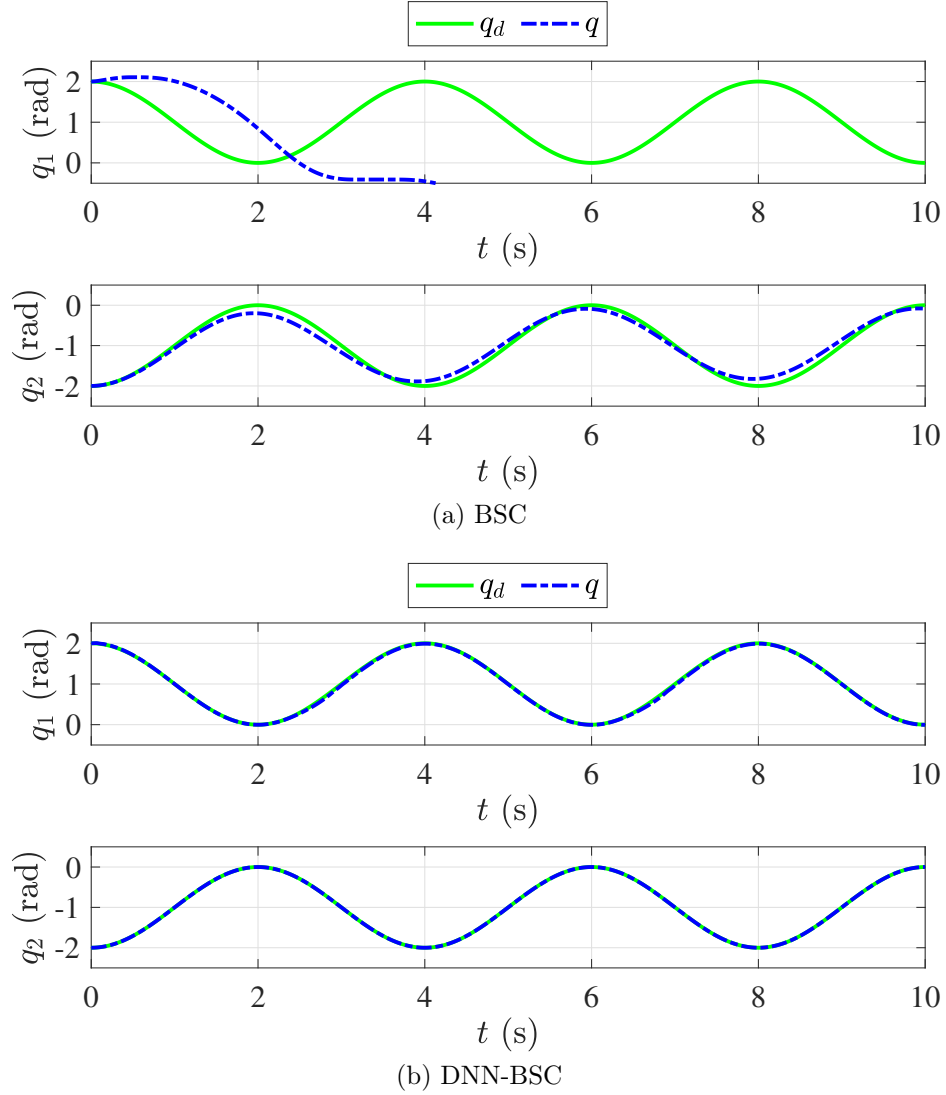 q_d q
q_1 (rad)
2
1
0
0 2 4 6 8 10
t (s)
q_2 (rad)
0
-1
-2
0 2 4 6 8 10
t (s)
(a) BSC
q_d q
q_1 (rad)
2
1
0
0 2 4 6 8 10
t (s)
q_2 (rad)
0
-1
-2
0 2 4 6 8 10
t (s)
(b) DNN-BSC